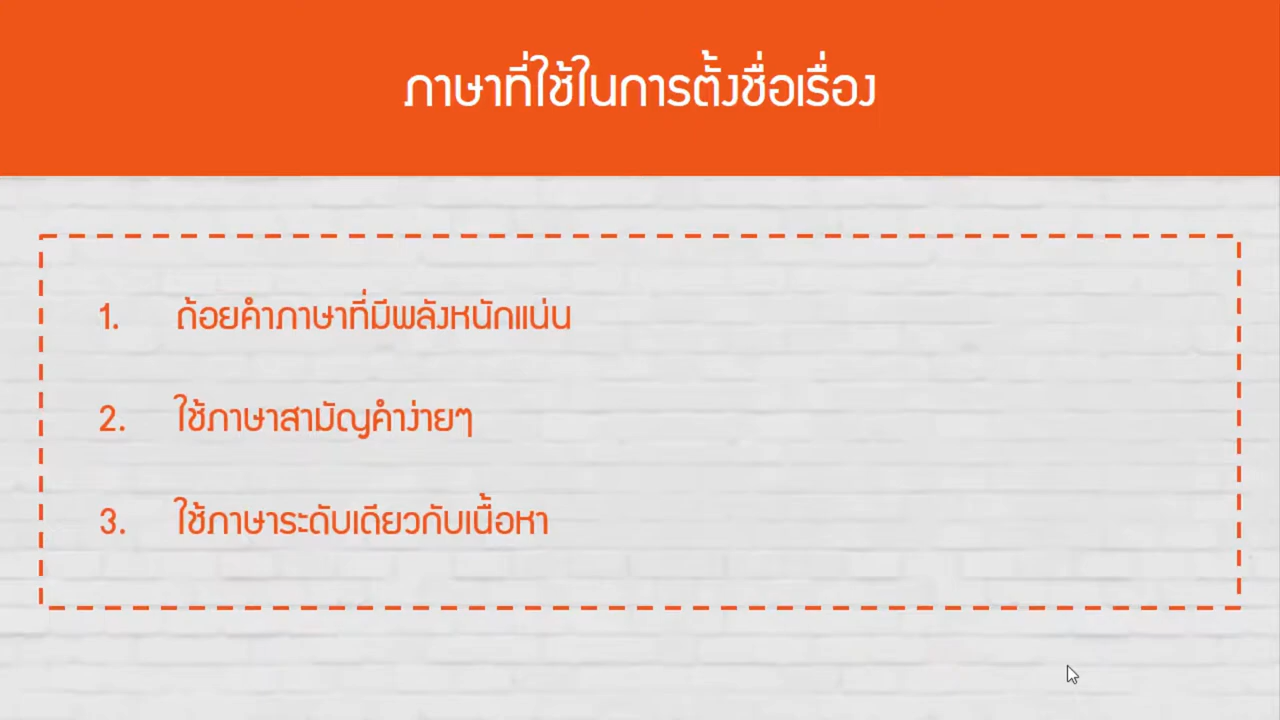 ภาษาที่ใช้ในการตั้งชื่อเรื่อง
1. ถ้อยคำภาษาที่มีพลังหนักแน่น
2. ใช้ภาษาสามัญคำง่ายๆ
3. ใช้ภาษาระดับเดียวกับเนื้อหา